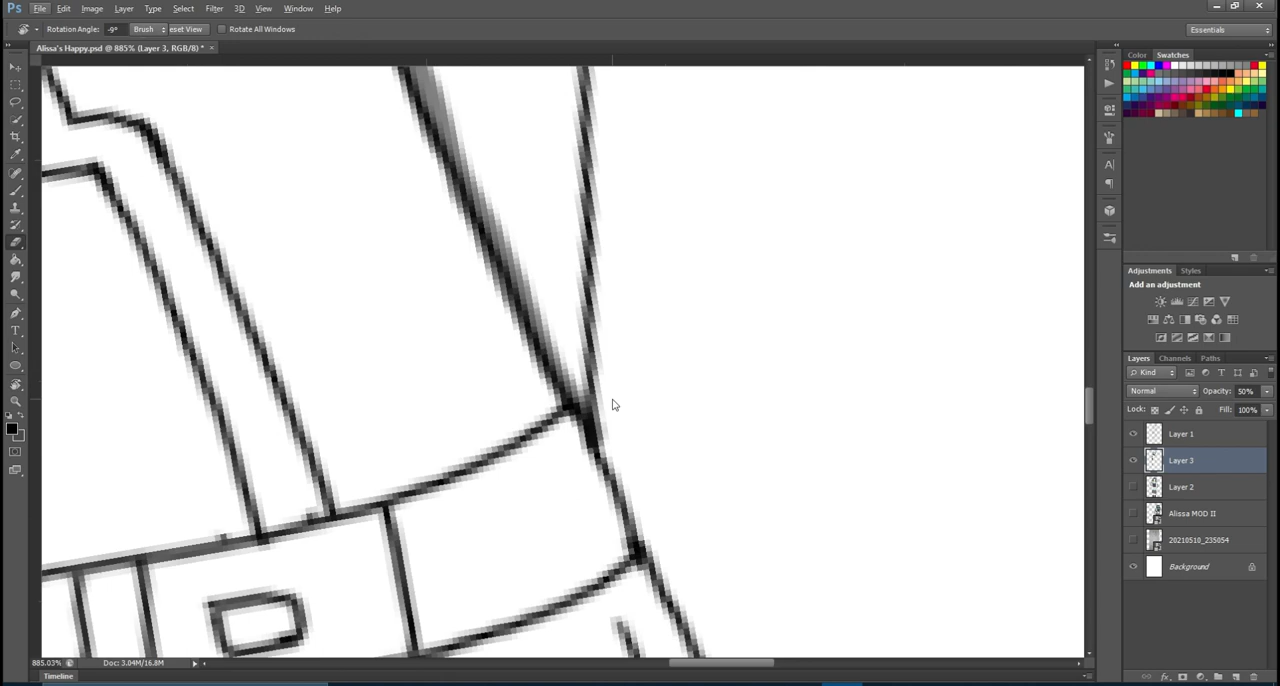 Ps File Edit Image Layer Type Select Filter 3D View Window Help
Rotation Angle: -9° Brush eset View Rotate All Windows Essentials
Alissa's Happy.psd @ 885% (Layer 3, RGB/8) * ×
Color Swatches
Adjustments Styles
Add an adjustment
Layers Channels Paths
Kind
Normal Opacity: 50%
Lock: Fill: 100%
Layer 1
Layer 3
Layer 2
Alissa MOD II
20210510_235054
Background
885.03% Doc: 3.04M/16.8M
Timeline